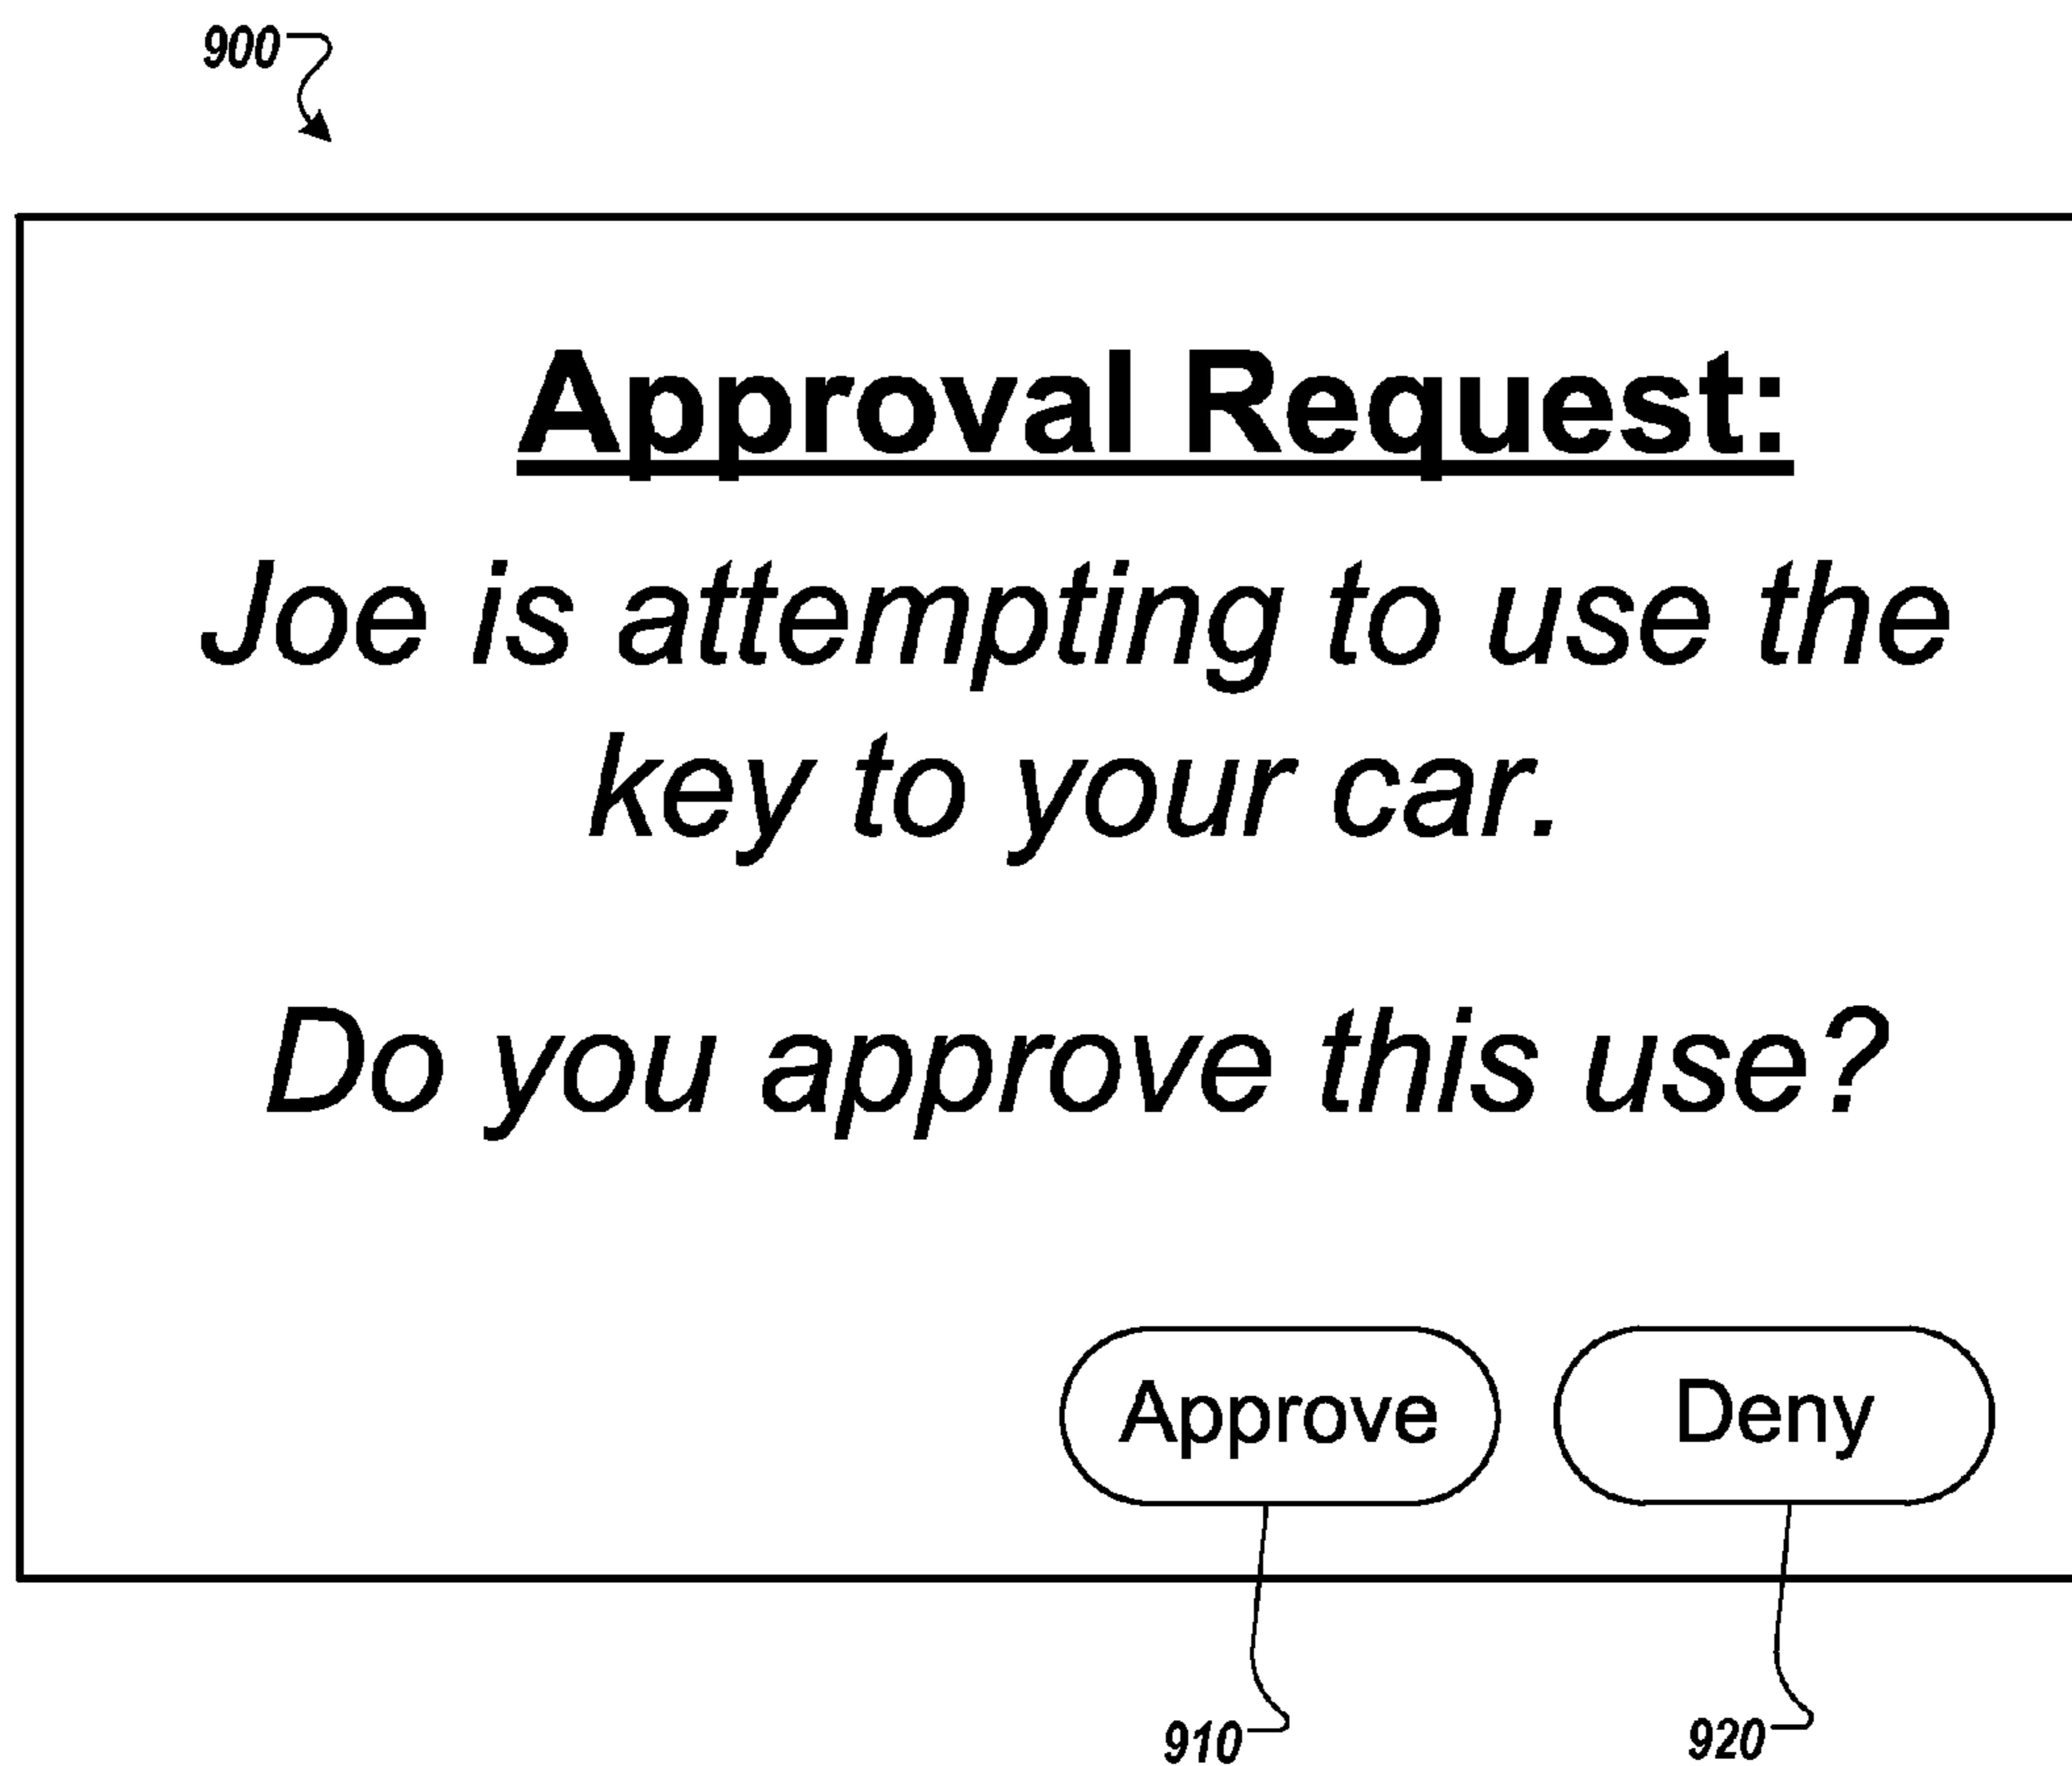 900
Approval Request:
Joe is attempting to use the
key to your car.
Do you approve this use?
Approve Deny
910 920